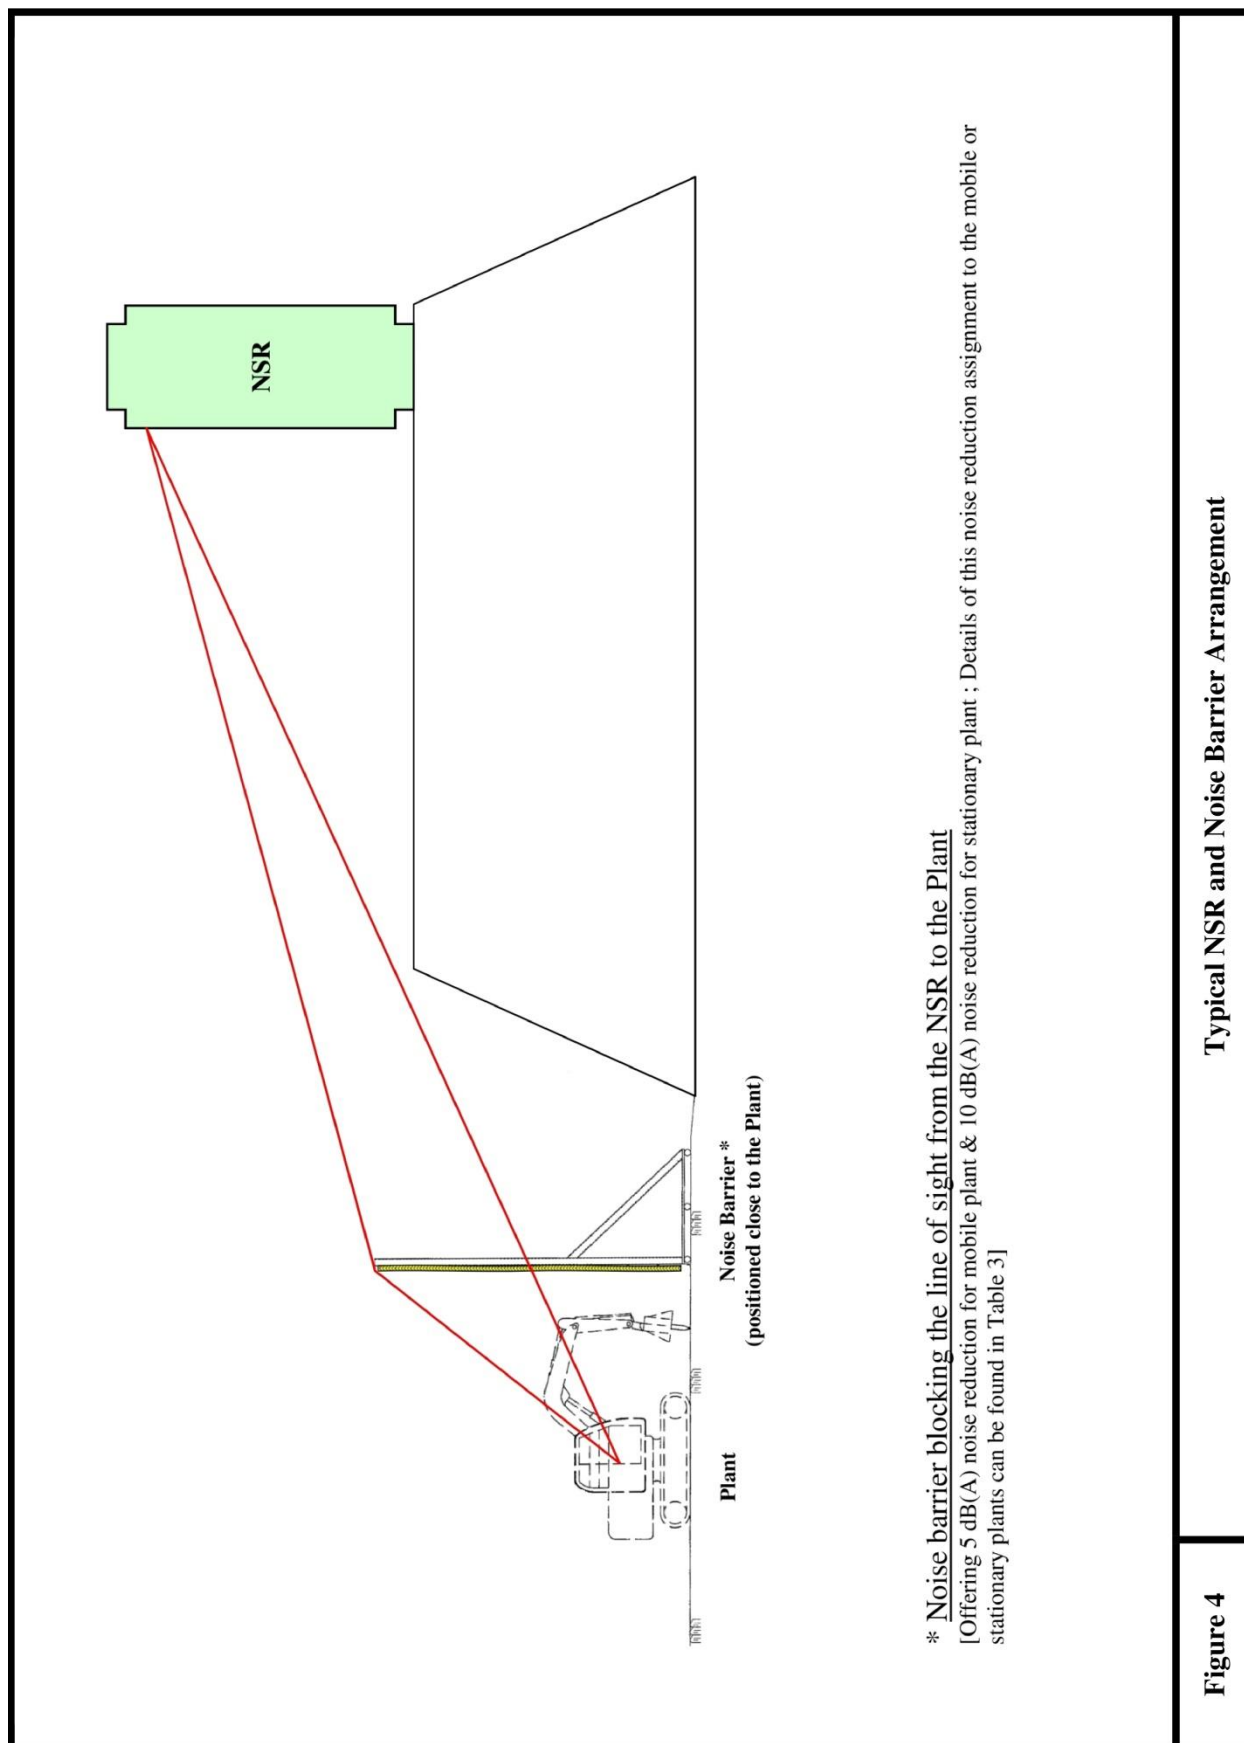 NSR
Plant
Noise Barrier *
(positioned close to the Plant)
* Noise barrier blocking the line of sight from the NSR to the Plant
[Offering 5 dB(A) noise reduction for mobile plant & 10 dB(A) noise reduction for stationary plant ; Details of this noise reduction assignment to the mobile or
stationary plants can be found in Table 3]
Figure 4
Typical NSR and Noise Barrier Arrangement